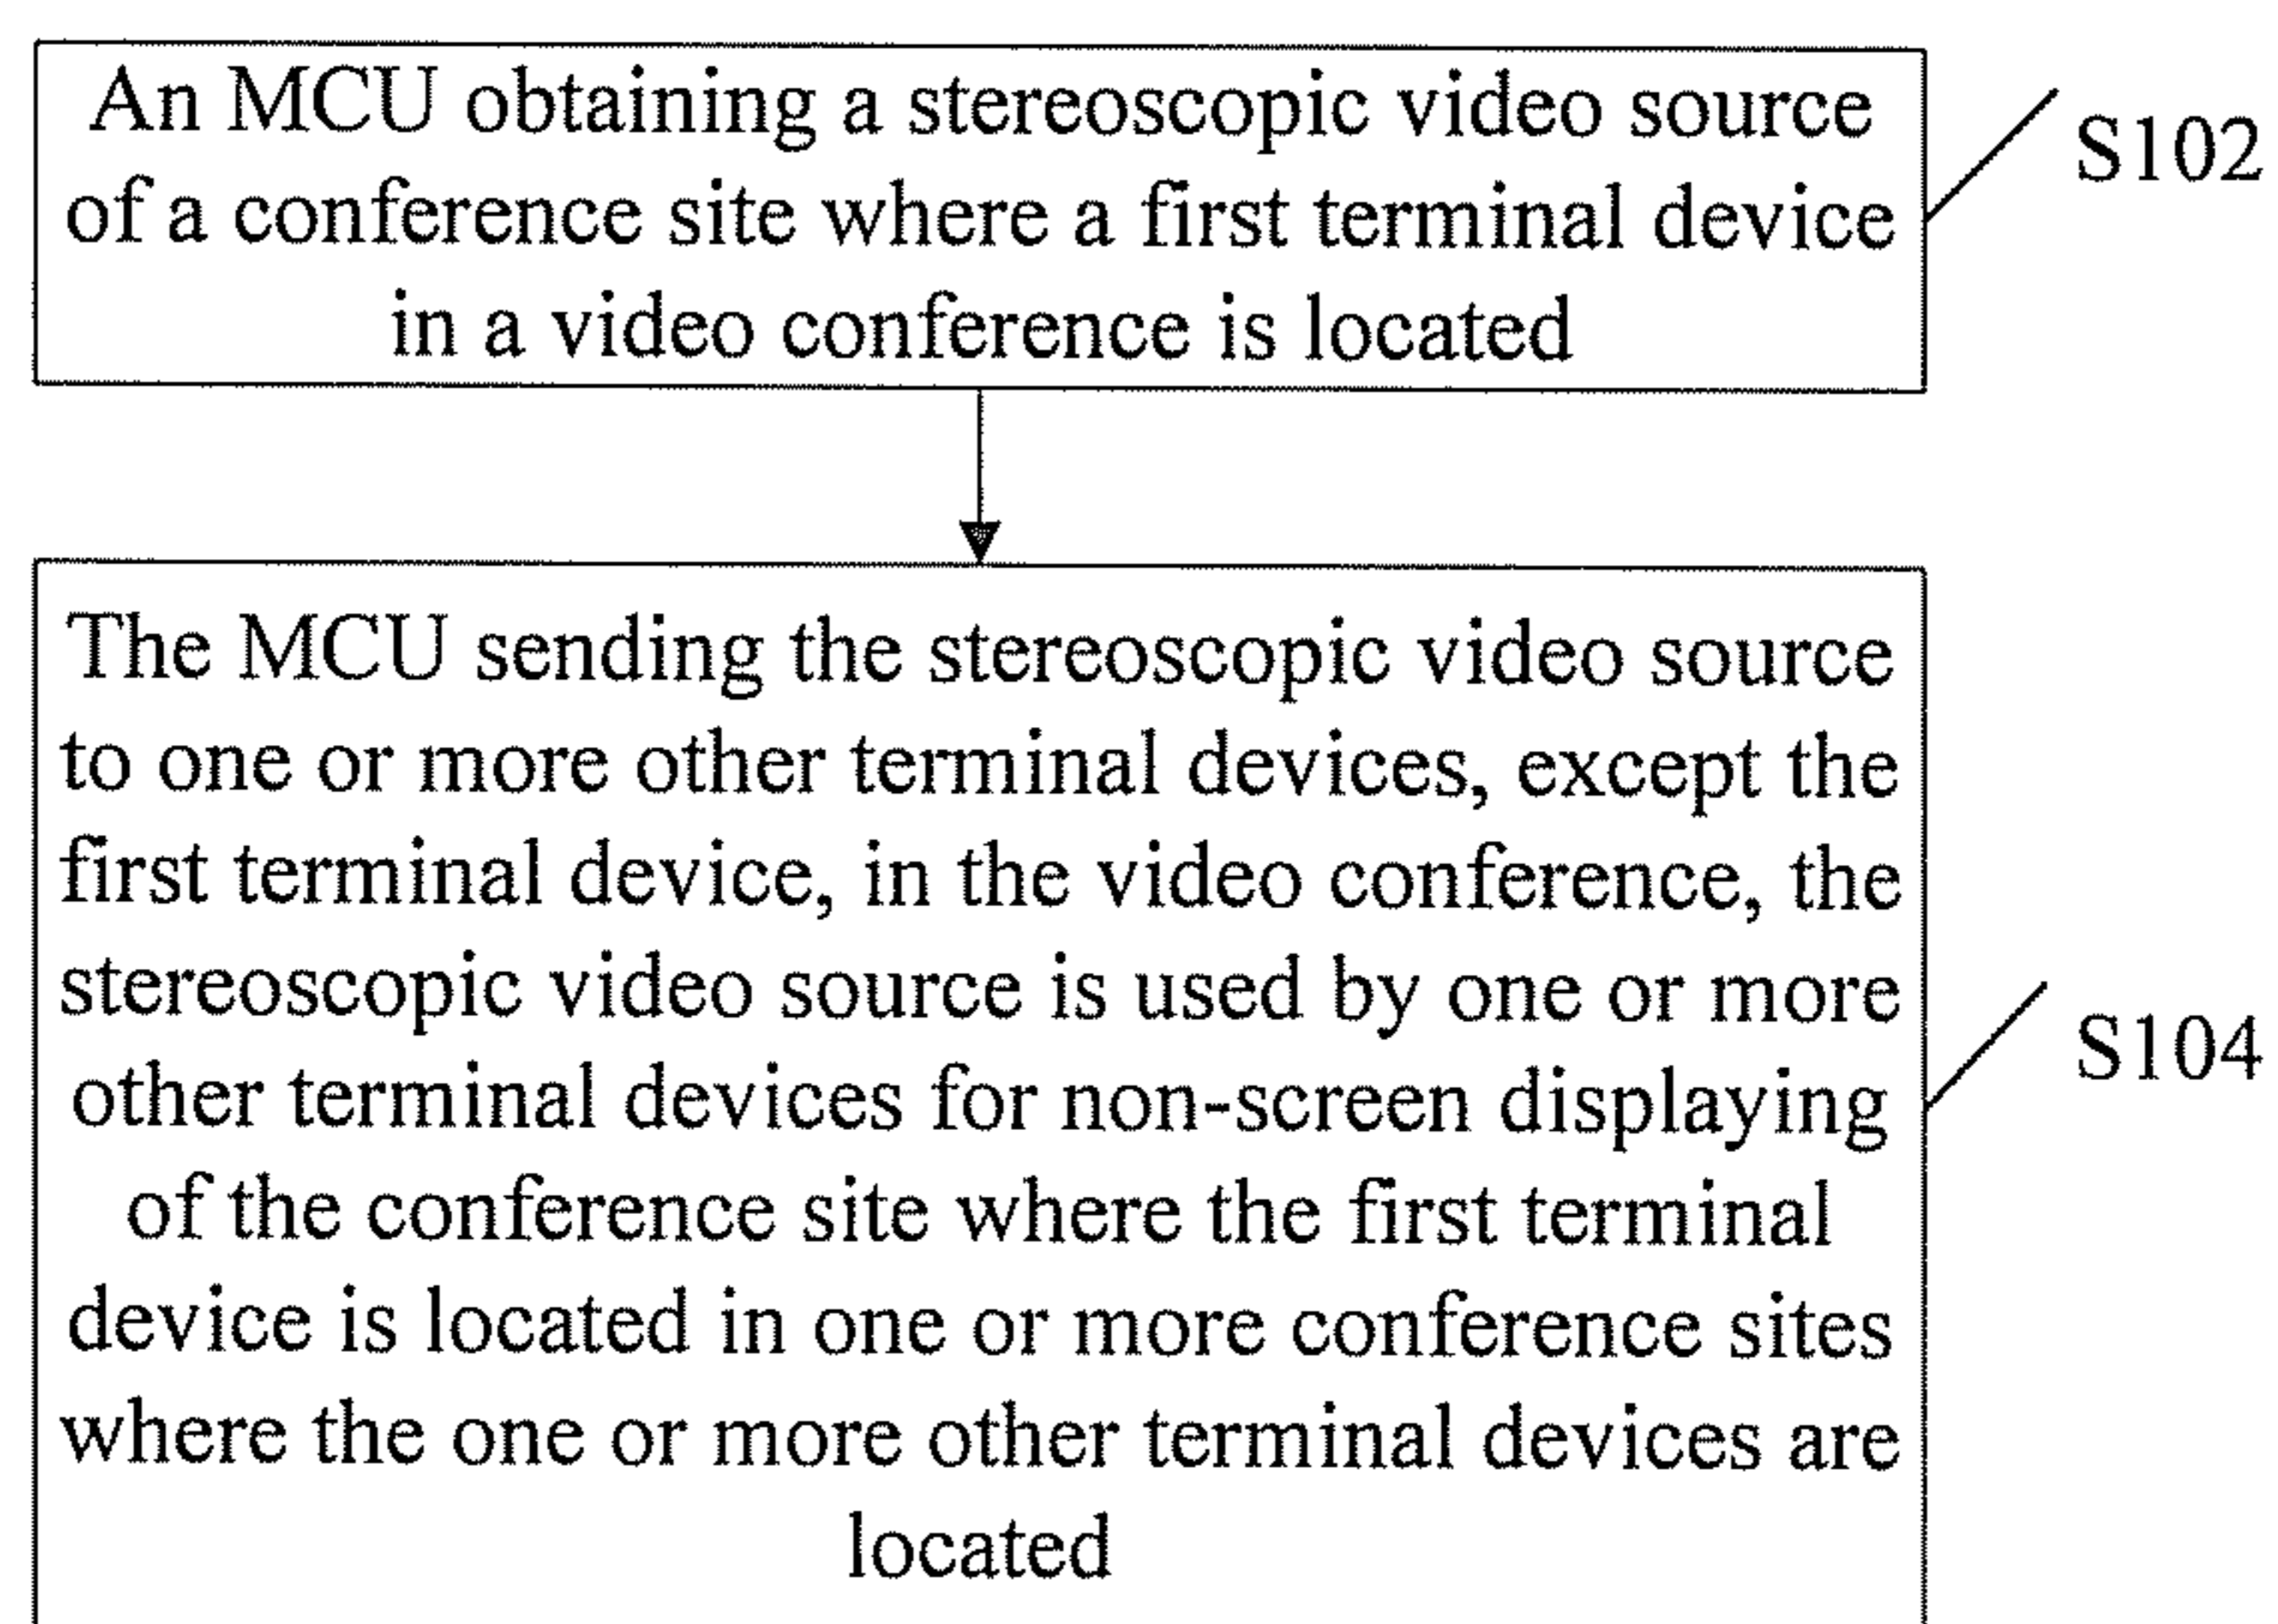 An MCU obtaining a stereoscopic video source
of a conference site where a first terminal device
in a video conference is located
S102
The MCU sending the stereoscopic video source
to one or more other terminal devices, except the
first terminal device, in the video conference, the
stereoscopic video source is used by one or more
other terminal devices for non-screen displaying
of the conference site where the first terminal
device is located in one or more conference sites
where the one or more other terminal devices are
located
S104